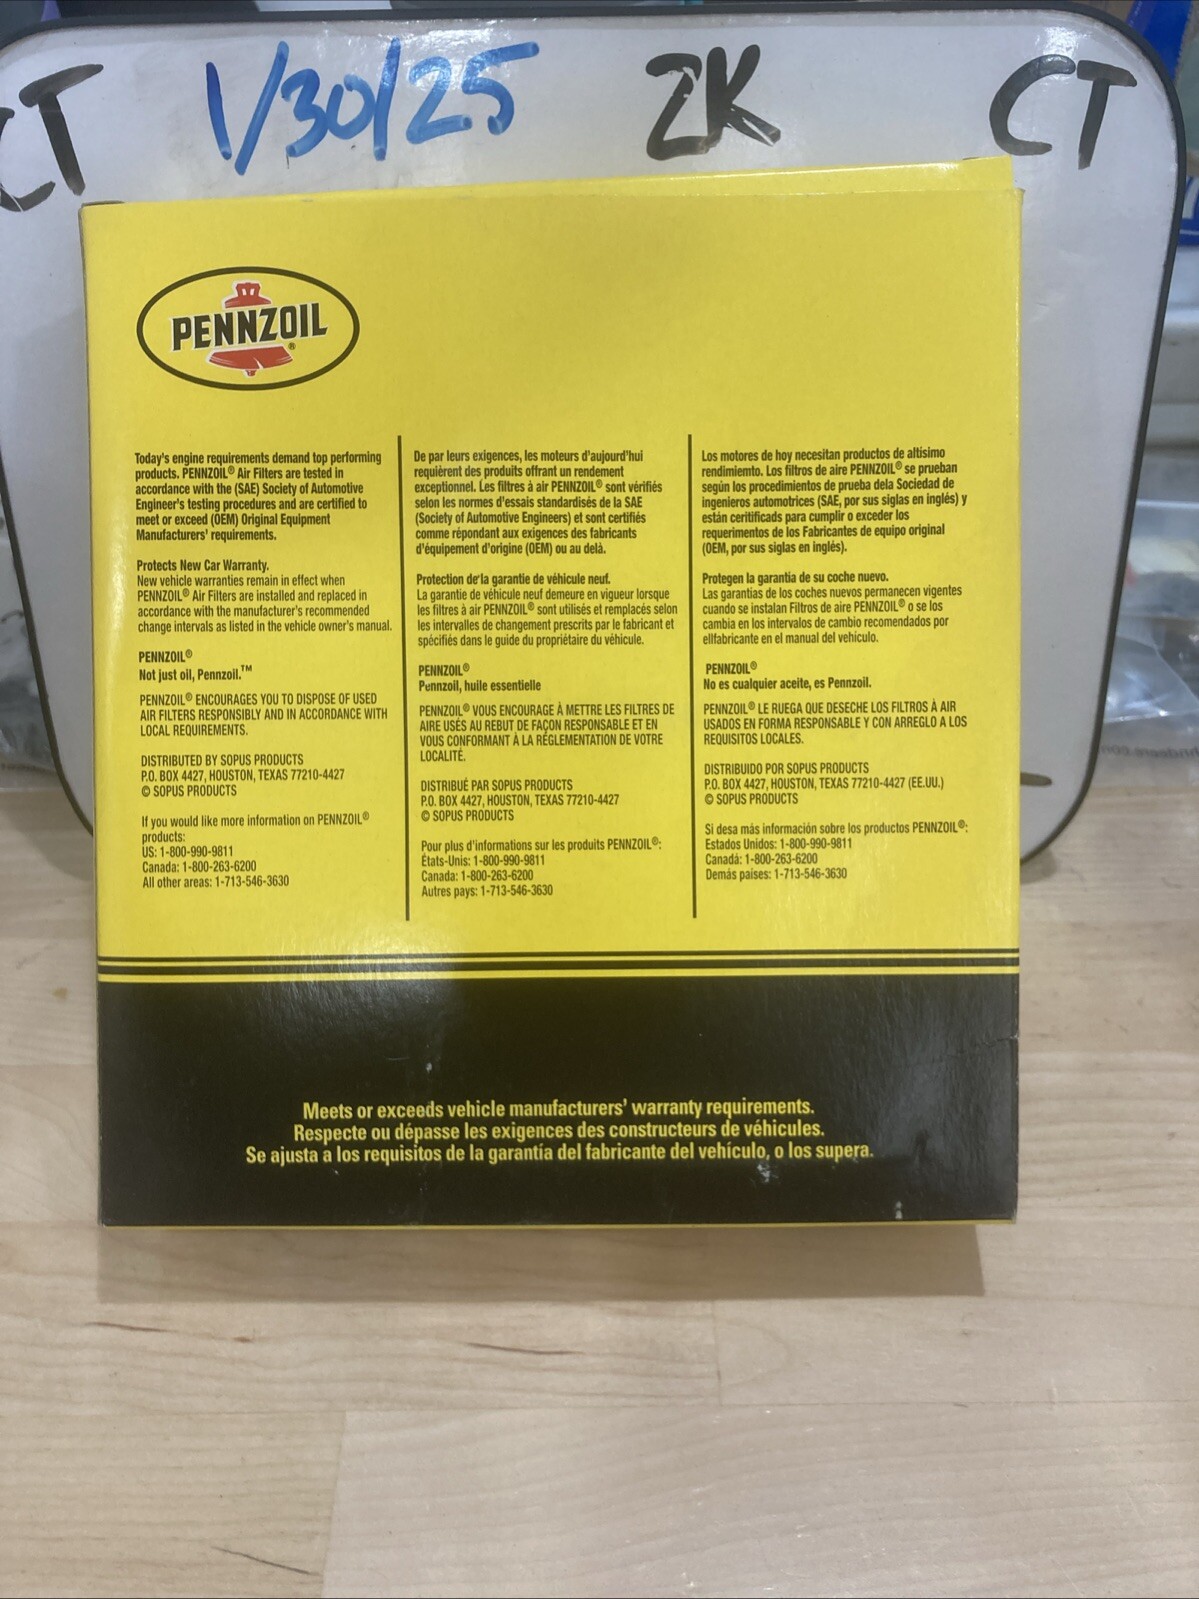 CT 1/30/25 ZK CT
PENNZOIL®
Today's engine requirements demand top performing
products. PENNZOIL® Air Filters are tested in
accordance with the (SAE) Society of Automotive
Engineer's testing procedures and are certified to
meet or exceed (OEM) Original Equipment
Manufacturers' requirements.
Protects New Car Warranty.
New vehicle warranties remain in effect when
PENNZOIL® Air Filters are installed and replaced in
accordance with the manufacturer's recommended
change intervals as listed in the vehicle owner's manual.
PENNZOIL®
Not just oil, Pennzoil.™
PENNZOIL® ENCOURAGES YOU TO DISPOSE OF USED
AIR FILTERS RESPONSIBLY AND IN ACCORDANCE WITH
LOCAL REQUIREMENTS.
DISTRIBUTED BY SOPUS PRODUCTS
P.O. BOX 4427, HOUSTON, TEXAS 77210-4427
© SOPUS PRODUCTS
If you would like more information on PENNZOIL®
products:
US: 1-800-990-9811
Canada: 1-800-263-6200
All other areas: 1-713-546-3630
De par leurs exigences, les moteurs d'aujourd'hui
requièrent des produits offrant un rendement
exceptionnel. Les filtres à air PENNZOIL® sont vérifiés
selon les normes d'essais standardisés de la SAE
(Society of Automotive Engineers) et sont certifiés
comme répondant aux exigences des fabricants
d'équipement d'origine (OEM) ou au delà.
Protection de la garantie de véhicule neuf.
La garantie de véhicule neuf demeure en vigueur lorsque
les filtres à air PENNZOIL® sont utilisés et remplacés selon
les intervalles de changement prescrits par le fabricant et
spécifiés dans le guide du propriétaire du véhicule.
PENNZOIL®
Pennzoil, huile essentielle
PENNZOIL® VOUS ENCOURAGE À METTRE LES FILTRES DE
AIRE USÉS AU REBUT DE FAÇON RESPONSABLE ET EN
VOUS CONFORMANT À LA RÉGLEMENTATION DE VOTRE
LOCALITÉ.
DISTRIBUÉ PAR SOPUS PRODUCTS
P.O. BOX 4427, HOUSTON, TEXAS 77210-4427
© SOPUS PRODUCTS
Pour plus d'informations sur les produits PENNZOIL®:
États-Unis: 1-800-990-9811
Canada: 1-800-263-6200
Autres pays: 1-713-546-3630
Los motores de hoy necesitan productos de altísimo
rendimiemto. Los filtros de aire PENNZOIL® se prueban
según los procedimientos de prueba dela Sociedad de
ingenieros automotrices (SAE, por sus siglas en inglés) y
están ceritificads para cumplir o exceder los
requerimentos de los Fabricantes de equipo original
(OEM, por sus siglas en inglés).
Protegen la garantía de su coche nuevo.
Las garantías de los coches nuevos permanecen vigentes
cuando se instalan Filtros de aire PENNZOIL® o se los
cambia en los intervalos de cambio recomendados por
ellfabricante en el manual del vehículo.
PENNZOIL®
No es cualquier aceite, es Pennzoil.
PENNZOIL® LE RUEGA QUE DESECHE LOS FILTROS À AIR
USADOS EN FORMA RESPONSABLE Y CON ARREGLO A LOS
REQUISITOS LOCALES.
DISTRIBUIDO POR SOPUS PRODUCTS
P.O. BOX 4427, HOUSTON, TEXAS 77210-4427 (EE.UU.)
© SOPUS PRODUCTS
Si desa más información sobre los productos PENNZOIL®:
Estados Unidos: 1-800-990-9811
Canadá: 1-800-263-6200
Demás países: 1-713-546-3630
Meets or exceeds vehicle manufacturers' warranty requirements.
Respecte ou dépasse les exigences des constructeurs de véhicules.
Se ajusta a los requisitos de la garantía del fabricante del vehículo, o los supera.